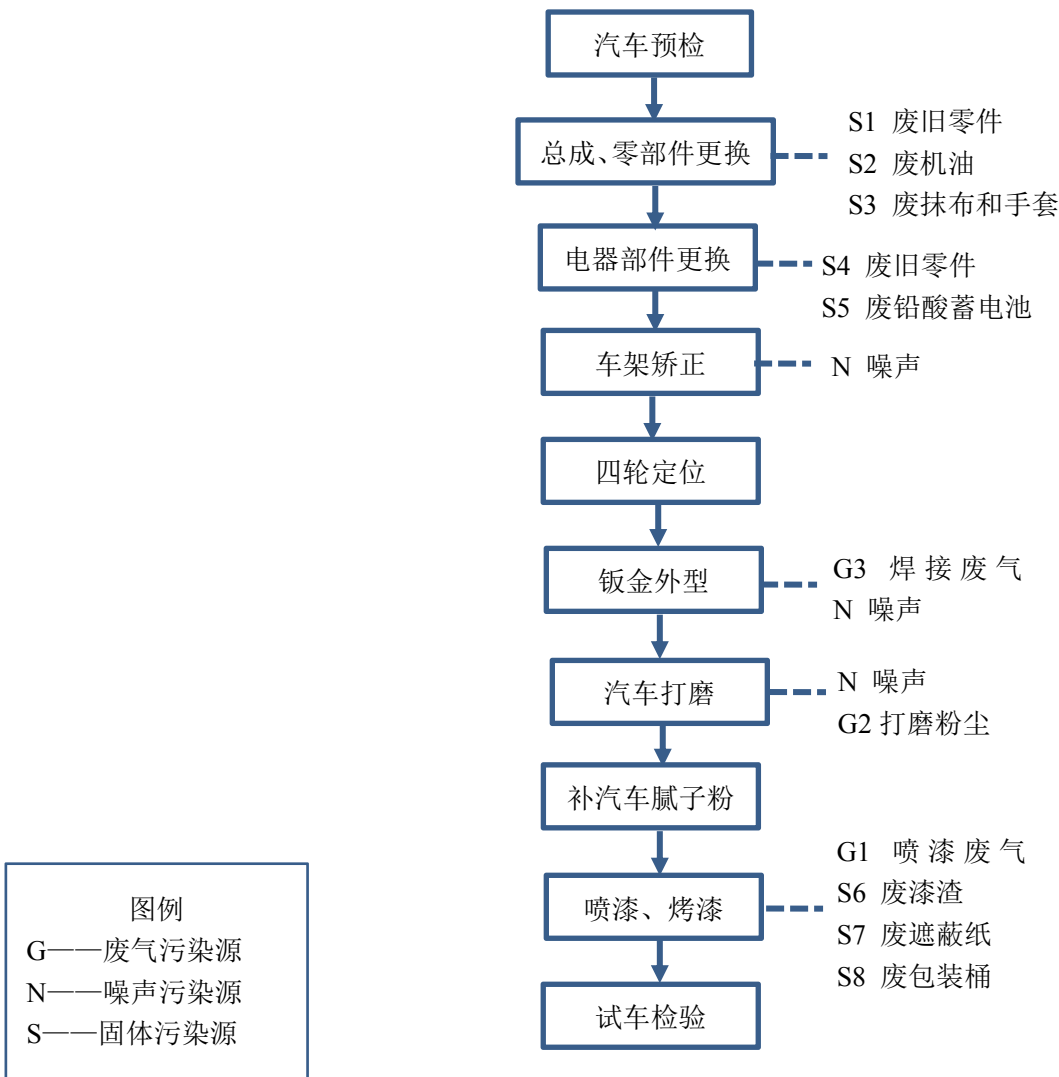 汽车预检
总成、零部件更换
S1 废旧零件
S2 废机油
S3 废抹布和手套
电器部件更换
S4 废旧零件
S5 废铅酸蓄电池
车架矫正
N 噪声
四轮定位
钣金外型
G3 焊接废气
N 噪声
汽车打磨
N 噪声
G2 打磨粉尘
补汽车腻子粉
喷漆、烤漆
G1 喷漆废气
S6 废漆渣
S7 废遮蔽纸
S8 废包装桶
试车检验
图例
G——废气污染源
N——噪声污染源
S——固体污染源